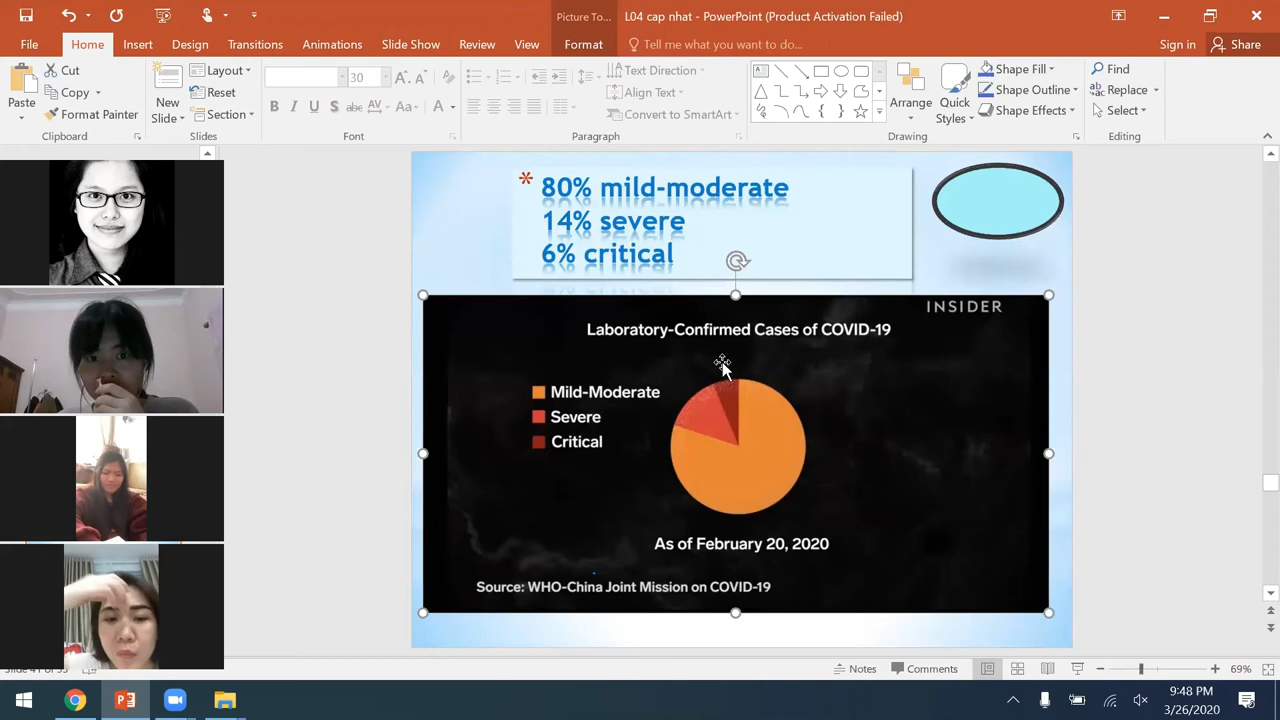 L04 cap nhat - PowerPoint (Product Activation Failed)
Picture To...
File Home Insert Design Transitions Animations Slide Show Review View Format Tell me what you want to do... Sign in Share
Paste
Cut
Copy
Format Painter
Clipboard
New Slide
Layout
Reset
Section
Slides
30
B I U S abc AV Aa A
Font
Text Direction
Align Text
Convert to SmartArt
Paragraph
Arrange
Quick Styles
Shape Fill
Shape Outline
Shape Effects
Drawing
Find
Replace
Select
Editing
* 80% mild-moderate
14% severe
6% critical
INSIDER
Laboratory-Confirmed Cases of COVID-19
Mild-Moderate
Severe
Critical
As of February 20, 2020
Source: WHO-China Joint Mission on COVID-19
Notes Comments 69%
9:48 PM
3/26/2020